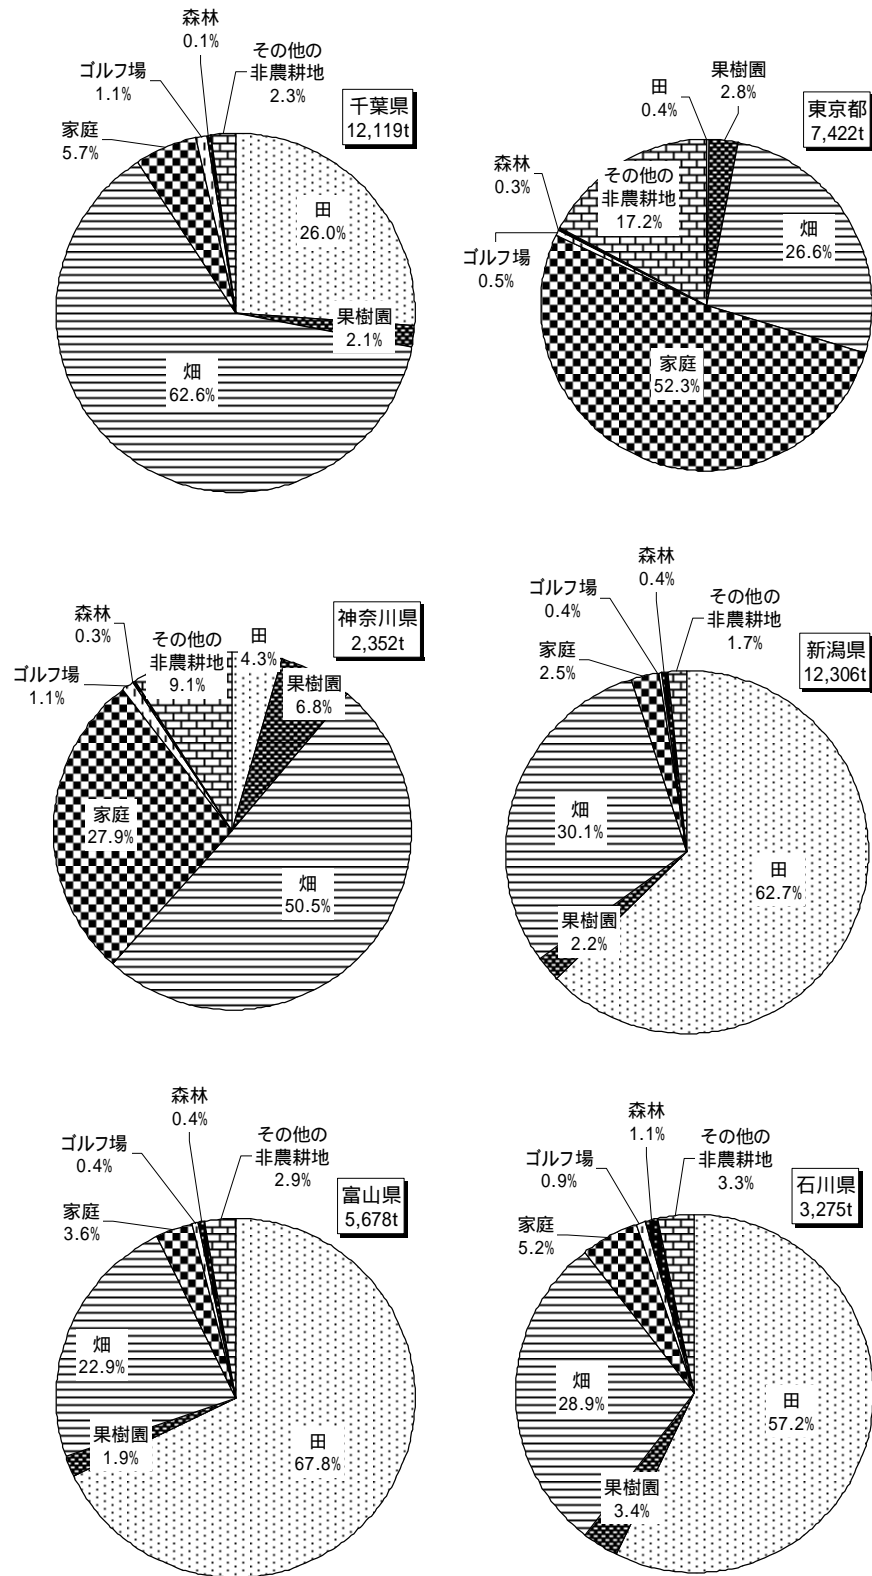 千葉県
12,119t
森林
0.1%
ゴルフ場
1.1%
その他の
非農耕地
2.3%
家庭
5.7%
田
26.0%
果樹園
2.1%
畑
62.6%
東京都
7,422t
田
0.4%
果樹園
2.8%
森林
0.3%
その他の
非農耕地
17.2%
畑
26.6%
ゴルフ場
0.5%
家庭
52.3%
神奈川県
2,352t
森林
0.3%
その他の
非農耕地
9.1%
田
4.3%
ゴルフ場
1.1%
果樹園
6.8%
家庭
27.9%
畑
50.5%
新潟県
12,306t
森林
0.4%
ゴルフ場
0.4%
その他の
非農耕地
1.7%
家庭
2.5%
畑
30.1%
田
62.7%
果樹園
2.2%
富山県
5,678t
森林
0.4%
ゴルフ場
0.4%
その他の
非農耕地
2.9%
家庭
3.6%
畑
22.9%
果樹園
1.9%
田
67.8%
石川県
3,275t
森林
1.1%
その他の
非農耕地
3.3%
ゴルフ場
0.9%
家庭
5.2%
畑
28.9%
田
57.2%
果樹園
3.4%